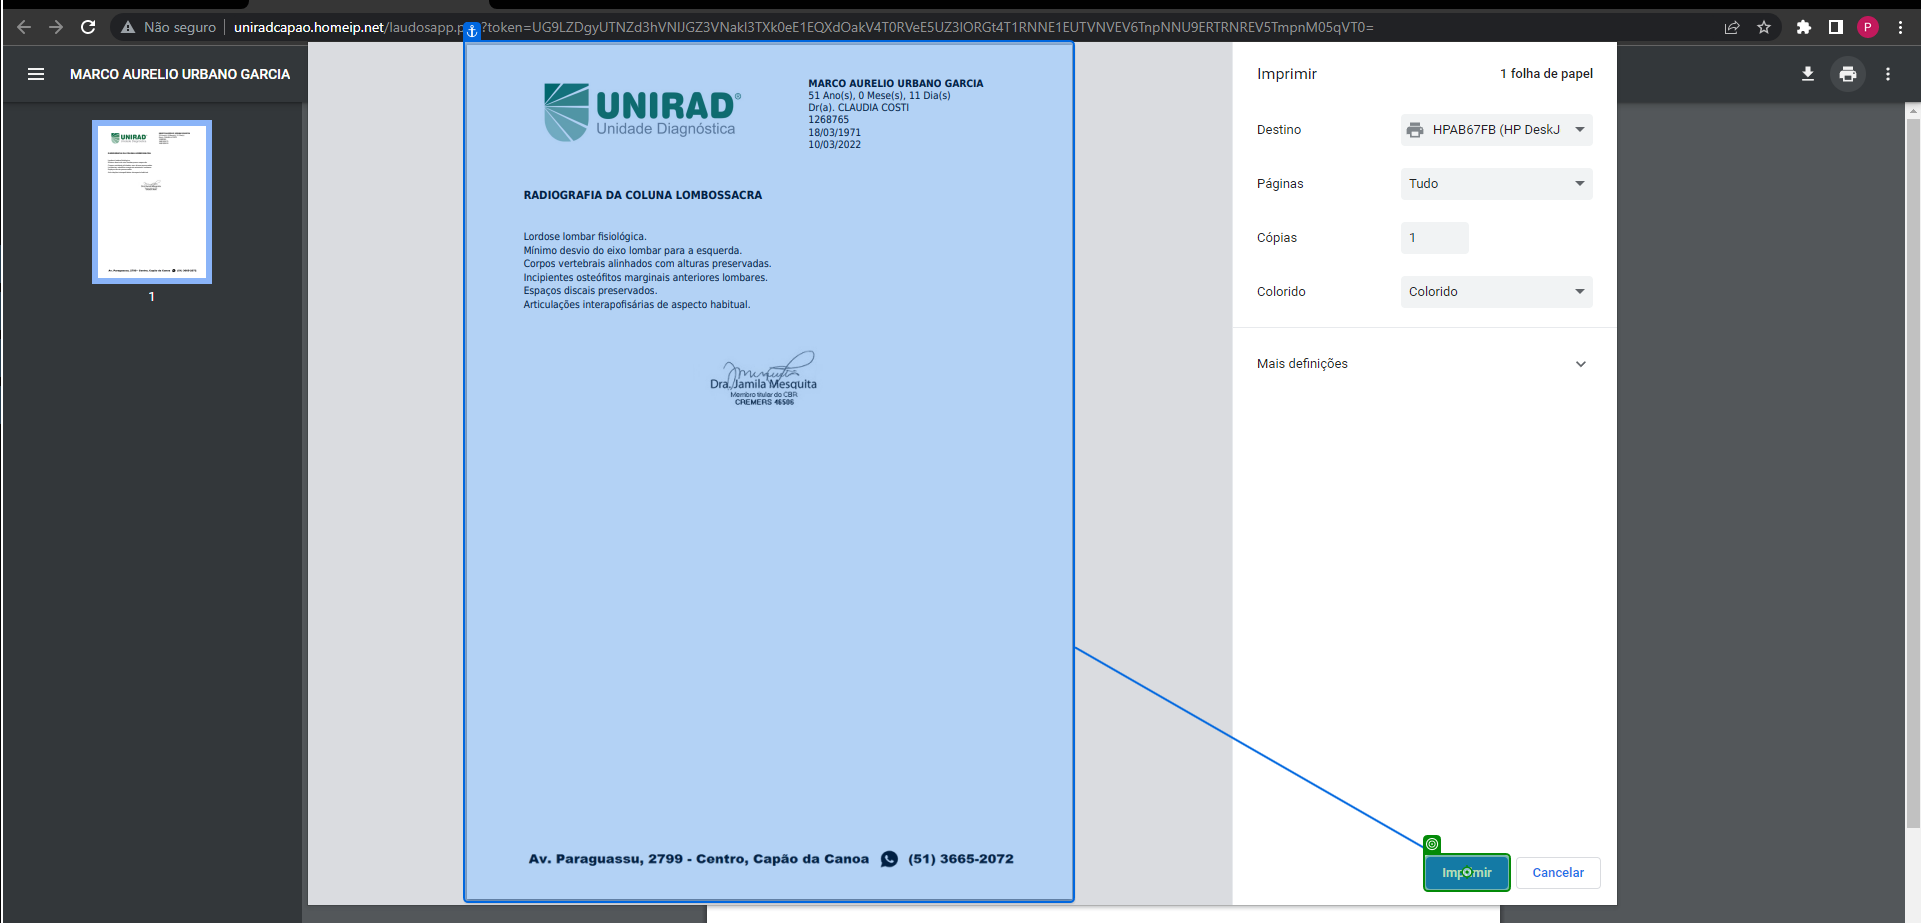 Não seguro
uniradcapao.homeip.net/laudosapp.p
?token=UG9LZDgyUTNZd3hVNlJGZ3VNakl3TXk0eE1EQXdOakV4T0RVeE5UZ3lORGt4T1RNNE1EUTVNVEV6TnpNNU9ERTRNREV5TmpnM05qVT0=
P
MARCO AURELIO URBANO GARCIA
1
UNIRAD®
Unidade Diagnóstica
MARCO AURELIO URBANO GARCIA
51 Ano(s), 0 Mese(s), 11 Dia(s)
Dr(a). CLAUDIA COSTI
1268765
18/03/1971
10/03/2022
RADIOGRAFIA DA COLUNA LOMBOSSACRA
Lordose lombar fisiológica.
Mínimo desvio do eixo lombar para a esquerda.
Corpos vertebrais alinhados com alturas preservadas.
Incipientes osteófitos marginais anteriores lombares.
Espaços discais preservados.
Articulações interapofisárias de aspecto habitual.
Dra. Jamila Mesquita
Membro titular do CBR
CREMERS 46506
Av. Paraguassu, 2799 - Centro, Capão da Canoa (51) 3665-2072
Imprimir
1 folha de papel
Destino
HPAB67FB (HP DeskJ
Páginas
Tudo
Cópias
1
Colorido
Colorido
Mais definições
Imprimir
Cancelar